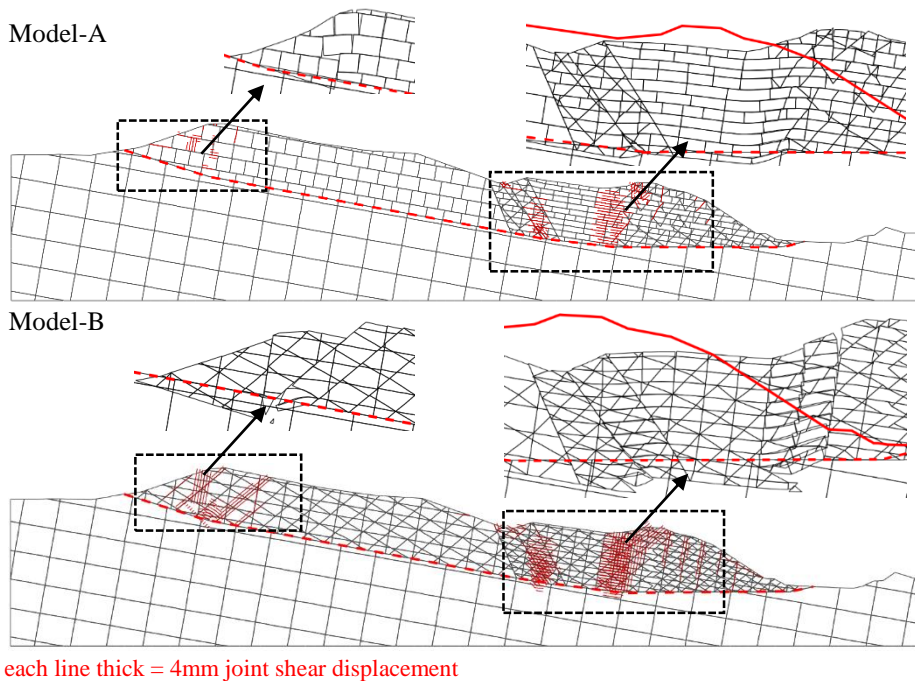 Model-A
Model-B
each line thick = 4mm joint shear displacement